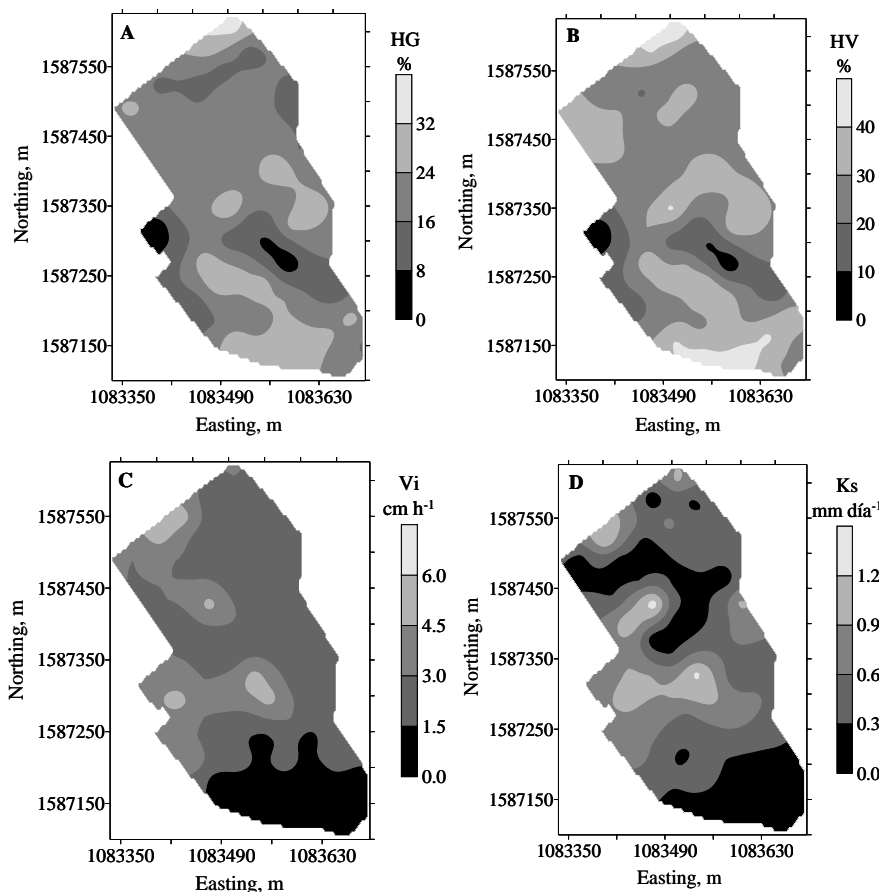 A
HG
%
32
24
16
8
0
1587550
1587450
1587350
1587250
1587150
Northing, m
1083350 1083490 1083630
Easting, m
B
HV
%
40
30
20
10
0
1587550
1587450
1587350
1587250
1587150
Northing, m
1083350 1083490 1083630
Easting, m
C
Vi
cm h-1
6.0
4.5
3.0
1.5
0.0
1587550
1587450
1587350
1587250
1587150
Northing, m
1083350 1083490 1083630
Easting, m
D
Ks
mm día-1
1.2
0.9
0.6
0.3
0.0
1587550
1587450
1587350
1587250
1587150
Northing, m
1083350 1083490 1083630
Easting, m